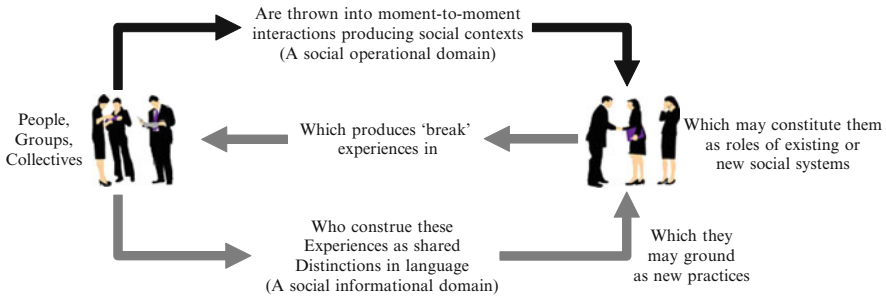 Are thrown into moment-to-moment
interactions producing social contexts
(A social operational domain)
People,
Groups,
Collectives
Which produces ‘break’
experiences in
Which may constitute them
as roles of existing or
new social systems
Who construe these
Experiences as shared
Distinctions in language
(A social informational domain)
Which they
may ground
as new practices